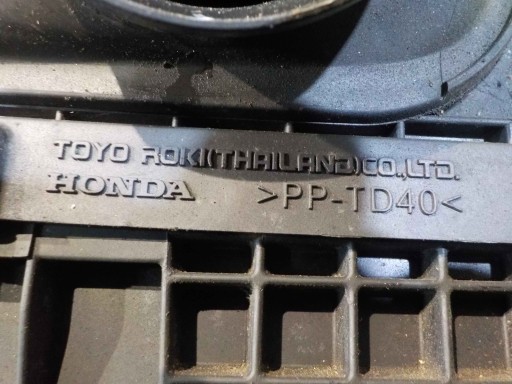 TOYO ROKI(THAILAND)CO.,LTD.
HONDA >PP-TD40<